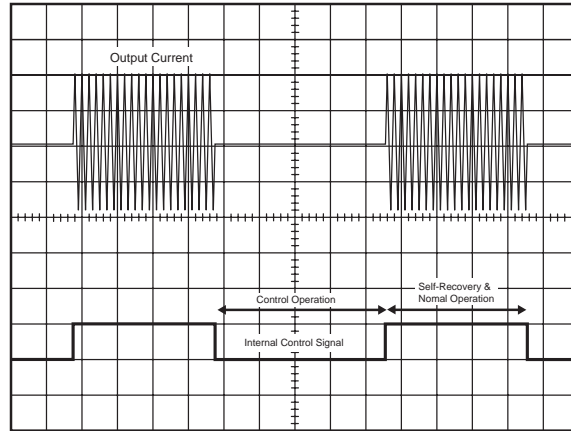 Output Current
Self-Recovery &
Nomal Operation
Control Operation
Internal Control Signal